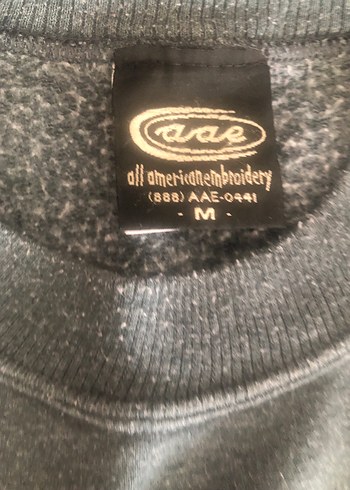 aae
all americanembroidery
(888) AAE-0441
- M -